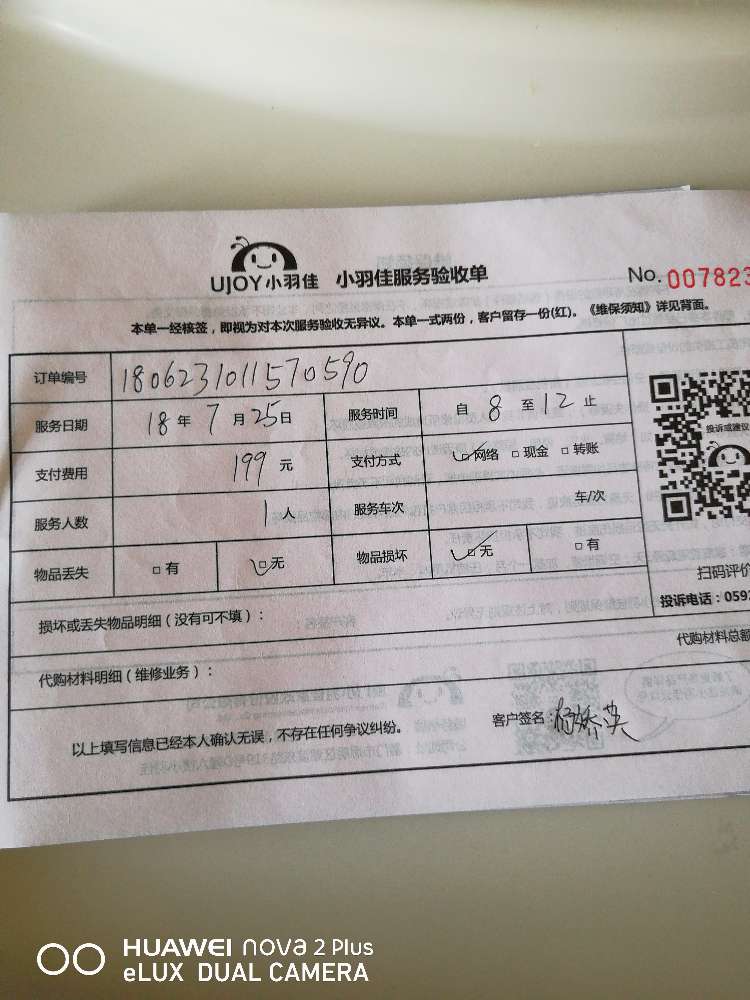 UJOY小羽佳 小羽佳服务验收单 No. 007823
本单一经核签，即视为对本次服务验收无异议。本单一式两份，客户留存一份(红)。《维保须知》详见背面。
订单编号 1806231011570590
服务日期 18年7月25日 服务时间 自8至12止
投诉或建议
支付费用 199元 支付方式 ☑网络 □现金 □转账
服务人数 1人 服务车次 车/次
物品丢失 □有 ☑无 物品损坏 ☑无 □有
扫码评价
投诉电话：059
损坏或丢失物品明细（没有可不填）：
代购材料总额
代购材料明细（维修业务）：
以上填写信息已经本人确认无误，不存在任何争议纠纷。 客户签名：杨娇英
HUAWEI nova 2 Plus
eLUX DUAL CAMERA